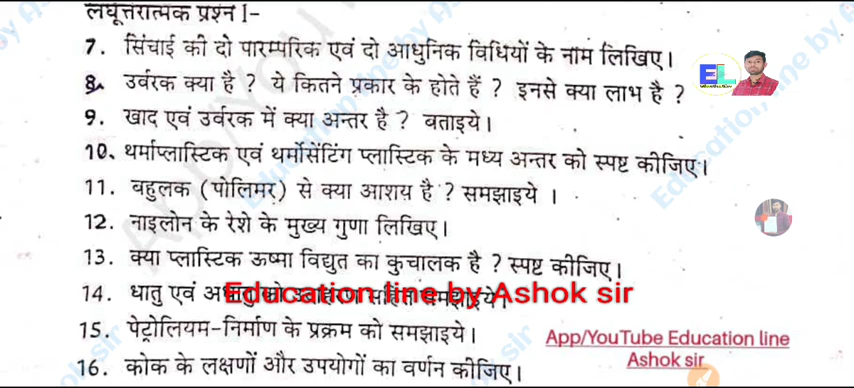 लघूत्तरात्मक प्रश्न I-
7. सिंचाई की दो पारम्परिक एवं दो आधुनिक विधियों के नाम लिखिए।
8. उर्वरक क्या है ? ये कितने प्रकार के होते हैं ? इनसे क्या लाभ है ?
EL
9. खाद एवं उर्वरक में क्या अन्तर है ? बताइये।
10. थर्माप्लास्टिक एवं थर्मोसेंटिंग प्लास्टिक के मध्य अन्तर को स्पष्ट कीजिए।
11. बहुलक (पोलिमर) से क्या आशय है ? समझाइये ।
12. नाइलोन के रेशे के मुख्य गुणा लिखिए।
13. क्या प्लास्टिक ऊष्मा विद्युत का कुचालक है ? स्पष्ट कीजिए।
14. धातु एवं समझाइये।
Education line by Ashok sir
15. पेट्रोलियम-निर्माण के प्रक्रम को समझाइये।
App/YouTube Education line
Ashok sir
16. कोक के लक्षणों और उपयोगों का वर्णन कीजिए।